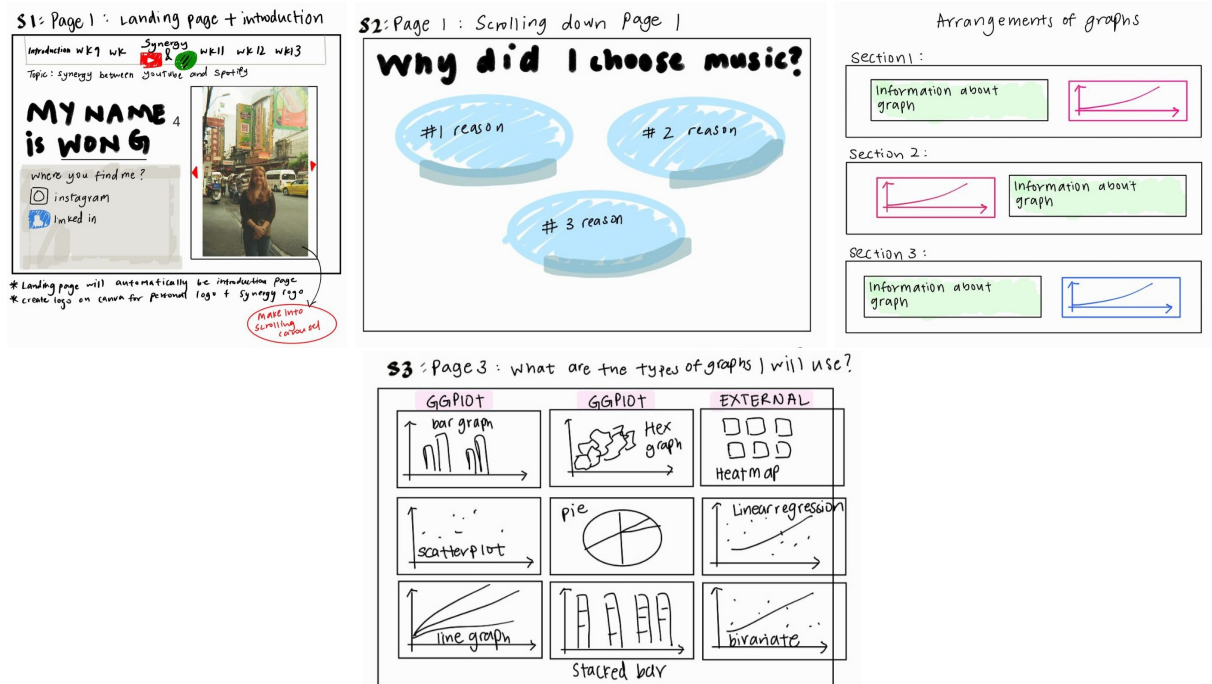 S1: Page 1: Landing page + introduction
Introduction WK9 WK Synergy & WK11 WK12 WK13
Topic: synergy between youtube and spotify
MY NAME
is WONG
4
where you find me?
instagram
linked in
* Landing page will automatically be introduction page
* create logo on canva for personal logo + synergy logo
make into
scrolling
carousel
S2: Page 1: Scrolling down Page 1
Why did I choose music?
#1 reason
#2 reason
#3 reason
Arrangements of graphs
Section 1:
Information about
graph
Section 2:
Information about
graph
Section 3:
Information about
graph
S3: Page 3: what are the types of graphs I will use?
GGPLOT
GGPLOT
EXTERNAL
bar graph
Hex
graph
Heatmap
scatterplot
pie
Linear regression
line graph
Stacked bar
bivariate